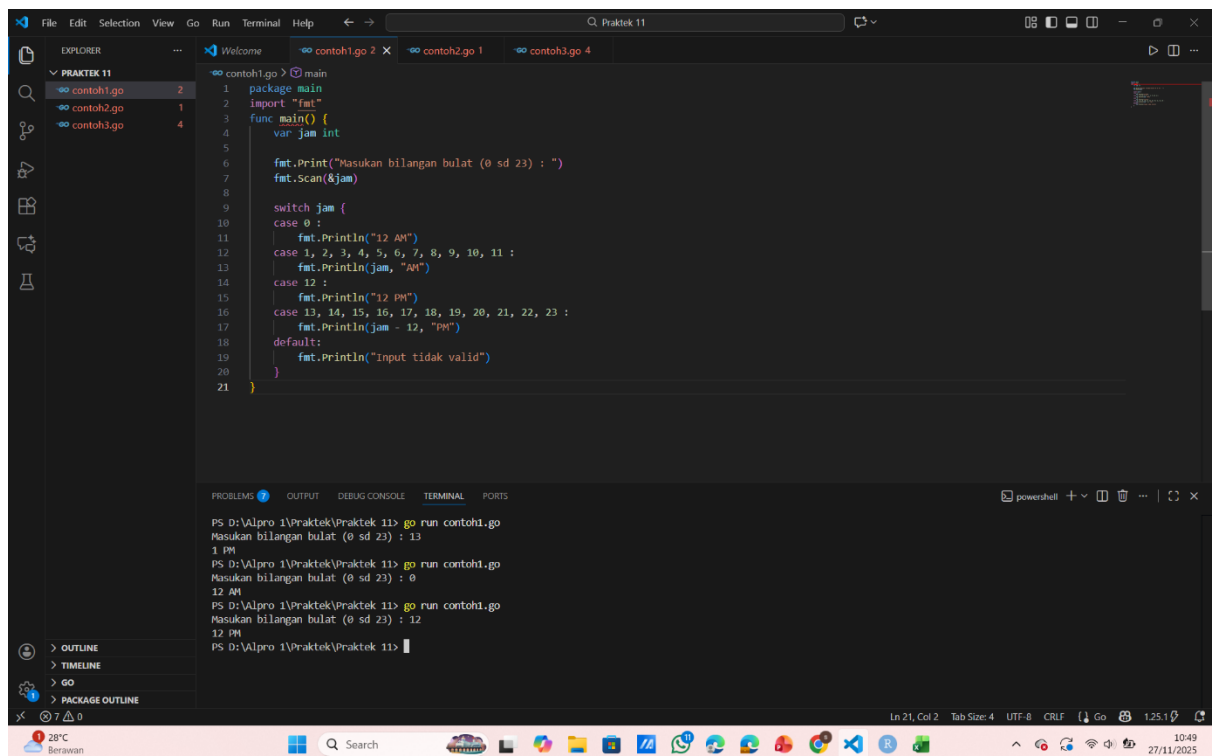 File Edit Selection View Go Run Terminal Help
Praktek 11
EXPLORER
PRAKTEK 11
contoh1.go 2
contoh2.go 1
contoh3.go 4
OUTLINE
TIMELINE
GO
PACKAGE OUTLINE
Welcome contoh1.go 2 contoh2.go 1 contoh3.go 4
contoh1.go > main
1 package main
2 import "fmt"
3 func main() {
4 var jam int
5
6 fmt.Print("Masukan bilangan bulat (0 sd 23) : ")
7 fmt.Scan(&jam)
8
9 switch jam {
10 case 0 :
11 fmt.Println("12 AM")
12 case 1, 2, 3, 4, 5, 6, 7, 8, 9, 10, 11 :
13 fmt.Println(jam, "AM")
14 case 12 :
15 fmt.Println("12 PM")
16 case 13, 14, 15, 16, 17, 18, 19, 20, 21, 22, 23 :
17 fmt.Println(jam - 12, "PM")
18 default:
19 fmt.Println("Input tidak valid")
20 }
21 }
PROBLEMS 7 OUTPUT DEBUG CONSOLE TERMINAL PORTS
powershell
PS D:\Alpro 1\Praktek\Praktek 11> go run contoh1.go
Masukan bilangan bulat (0 sd 23) : 13
1 PM
PS D:\Alpro 1\Praktek\Praktek 11> go run contoh1.go
Masukan bilangan bulat (0 sd 23) : 0
12 AM
PS D:\Alpro 1\Praktek\Praktek 11> go run contoh1.go
Masukan bilangan bulat (0 sd 23) : 12
12 PM
PS D:\Alpro 1\Praktek\Praktek 11>
7 0
Ln 21, Col 2 Tab Size: 4 UTF-8 CRLF Go 1.25.1
28°C
Berawan
Search
10:49
27/11/2025